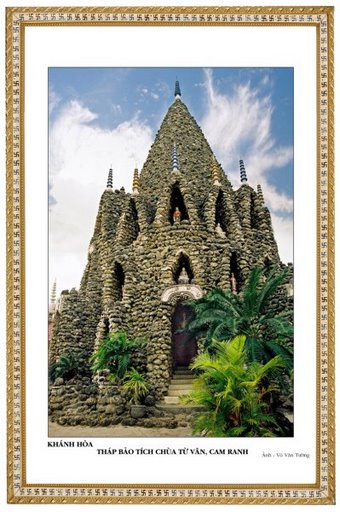 KHÁNH HÒA
THÁP BẢO TÍCH CHÙA TỪ VÂN, CAM RANH
Ảnh : Võ Văn Tường